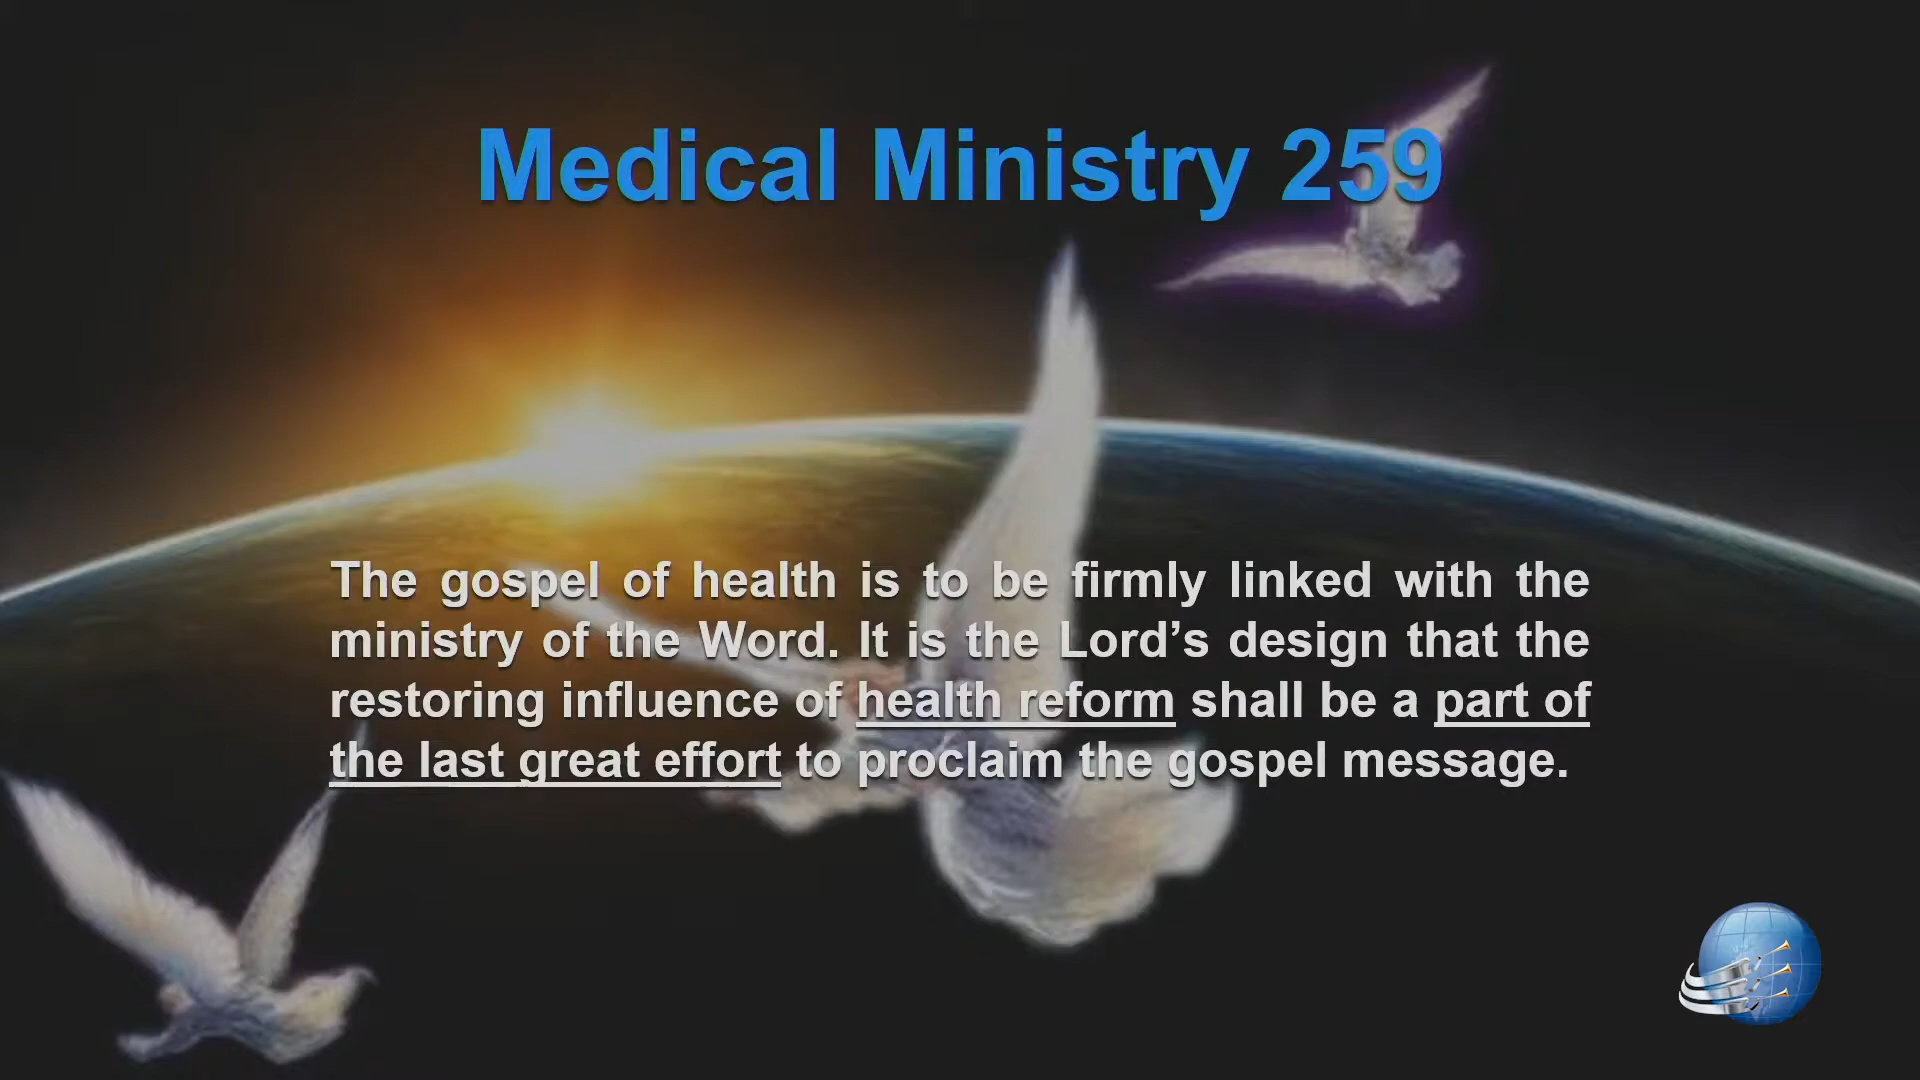 Medical Ministry 259
The gospel of health is to be firmly linked with the
ministry of the Word. It is the Lord’s design that the
restoring influence of health reform shall be a part of
the last great effort to proclaim the gospel message.